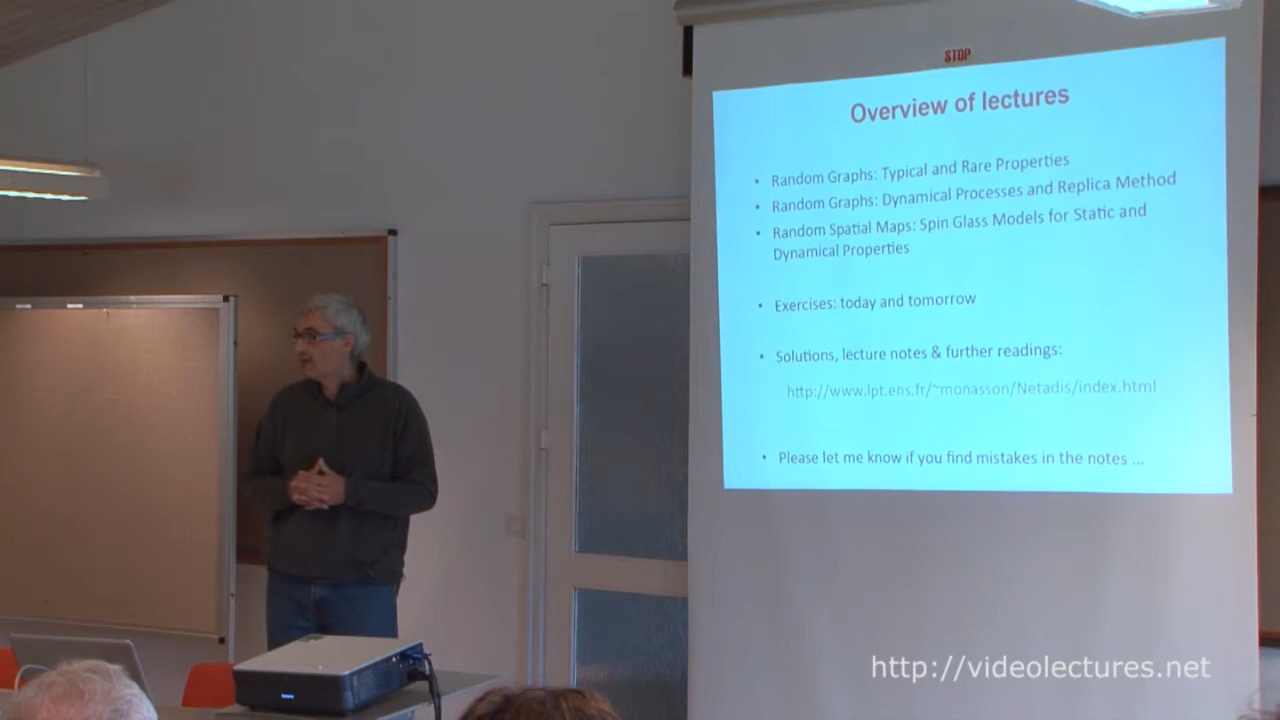 STOP
Overview of lectures
• Random Graphs: Typical and Rare Properties
• Random Graphs: Dynamical Processes and Replica Method
• Random Spatial Maps: Spin Glass Models for Static and
Dynamical Properties
• Exercises: today and tomorrow
• Solutions, lecture notes & further readings:
http://www.lpt.ens.fr/~monasson/Netadis/index.html
• Please let me know if you find mistakes in the notes ...
http://videolectures.net